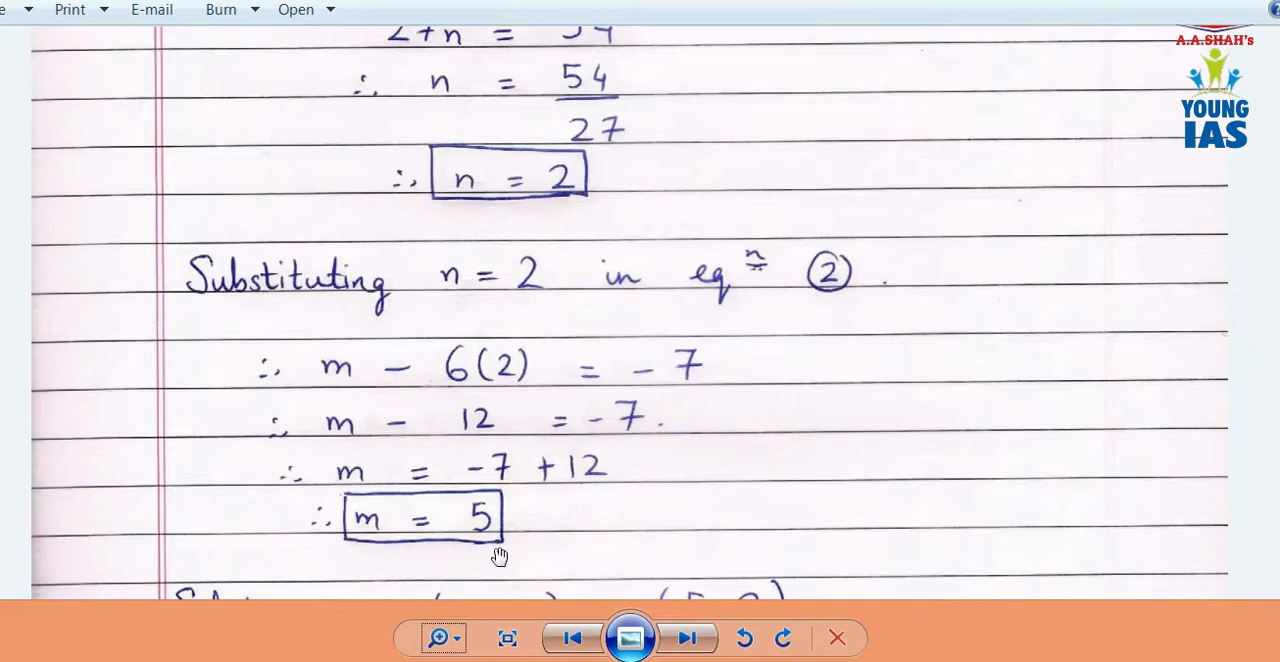 Print E-mail Burn Open
A.A.SHAH's
YOUNG
IAS
∴ n = 54
27
∴ n = 2
Substituting n = 2 in eqⁿ ② .
∴ m - 6(2) = - 7
∴ m - 12 = - 7 .
∴ m = -7 + 12
∴ m = 5